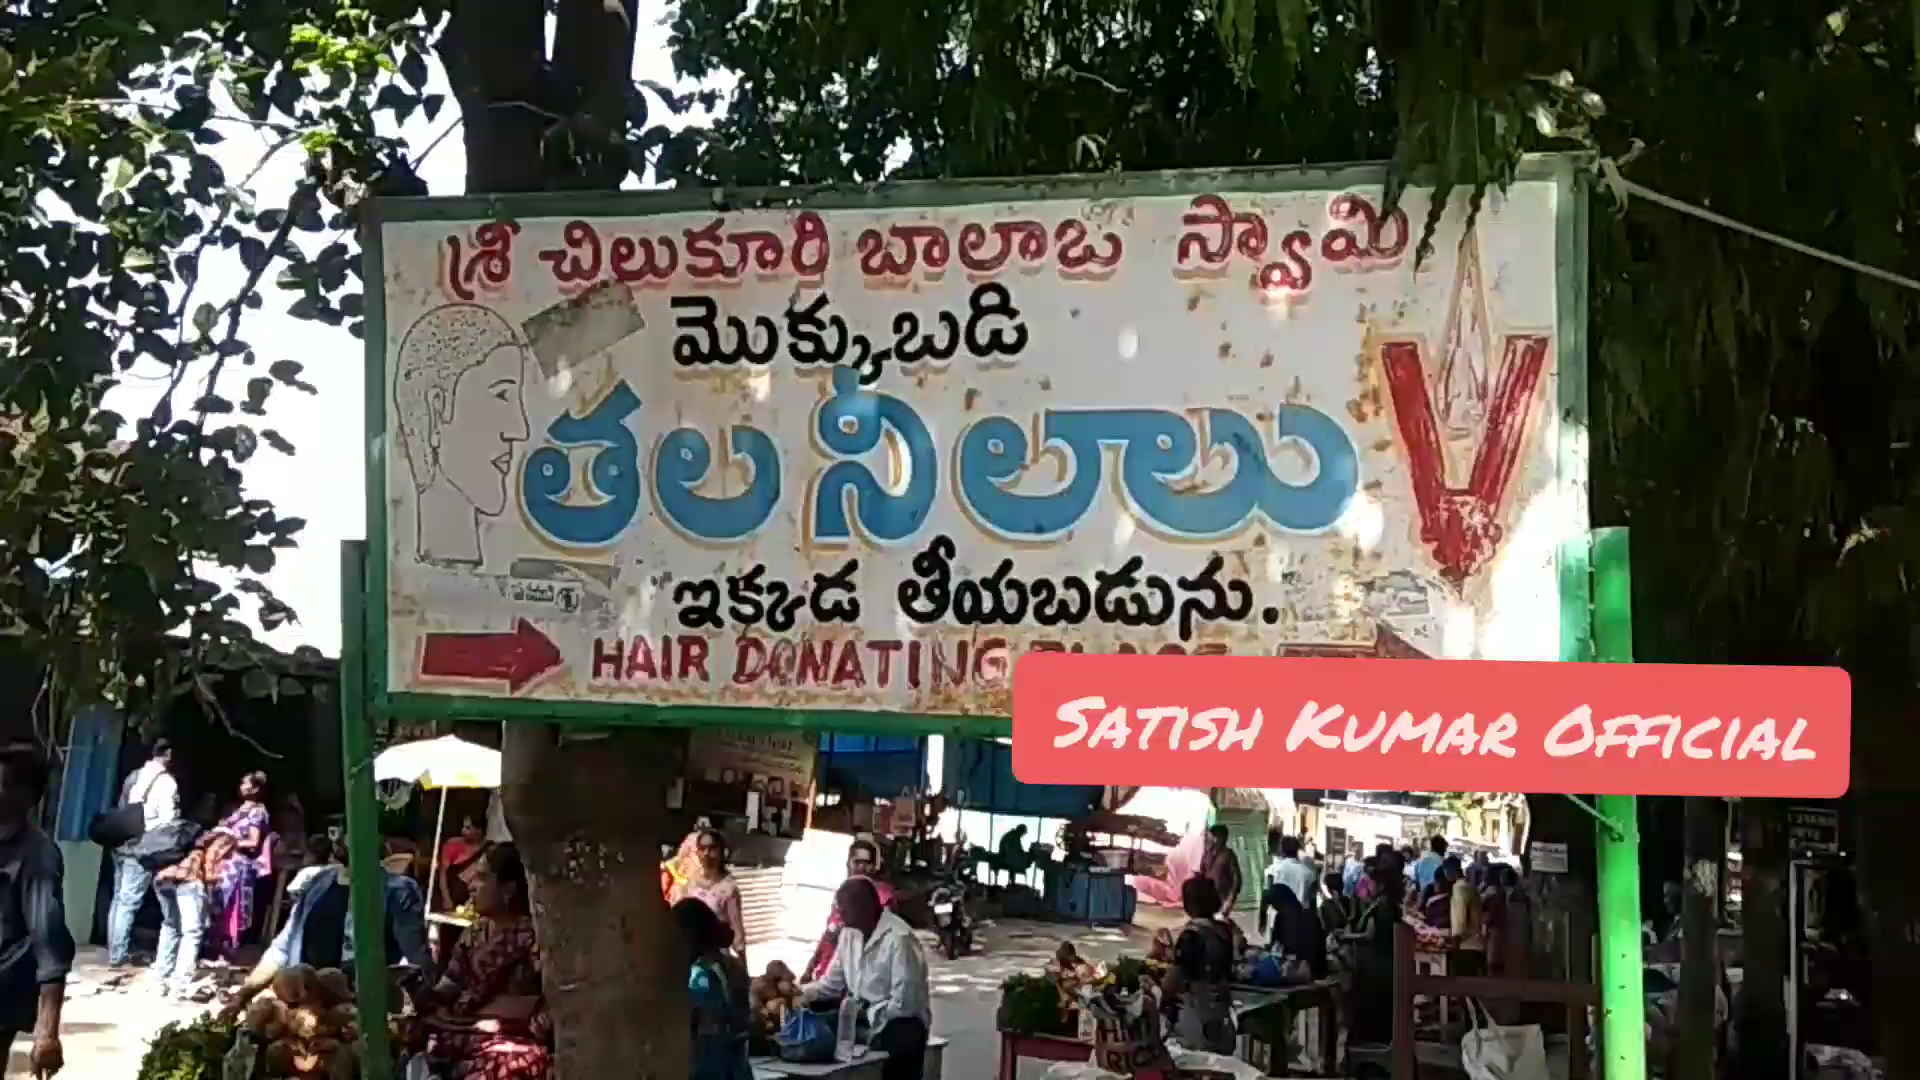 శ్రీ చిలుకూరి బాలాజి స్వామి
మొక్కుబడి
తలనీలాలు
ఇక్కడ తీయబడును.
HAIR DONATING
SATISH KUMAR OFFICIAL